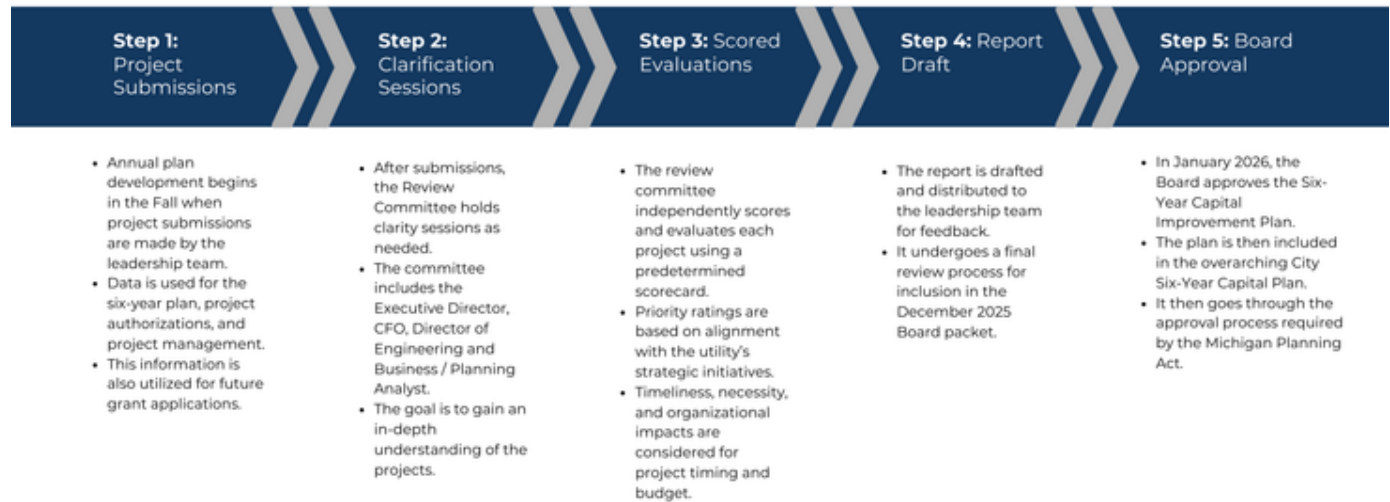 Step 1:
Project
Submissions
Step 2:
Clarification
Sessions
Step 3: Scored
Evaluations
Step 4: Report
Draft
Step 5: Board
Approval
• Annual plan
development begins
in the Fall when
project submissions
are made by the
leadership team.
• Data is used for the
six-year plan, project
authorizations, and
project management.
• This information is
also utilized for future
grant applications.
• After submissions,
the Review
Committee holds
clarity sessions as
needed.
• The committee
includes the
Executive Director,
CFO, Director of
Engineering and
Business / Planning
Analyst.
• The goal is to gain an
in-depth
understanding of the
projects.
• The review
committee
independently scores
and evaluates each
project using a
predetermined
scorecard.
• Priority ratings are
based on alignment
with the utility's
strategic initiatives.
• Timeliness, necessity,
and organizational
impacts are
considered for
project timing and
budget.
• The report is drafted
and distributed to
the leadership team
for feedback.
• It undergoes a final
review process for
inclusion in the
December 2025
Board packet.
• In January 2026, the
Board approves the Six-
Year Capital
Improvement Plan.
• The plan is then included
in the overarching City
Six-Year Capital Plan.
• It then goes through the
approval process required
by the Michigan Planning
Act.